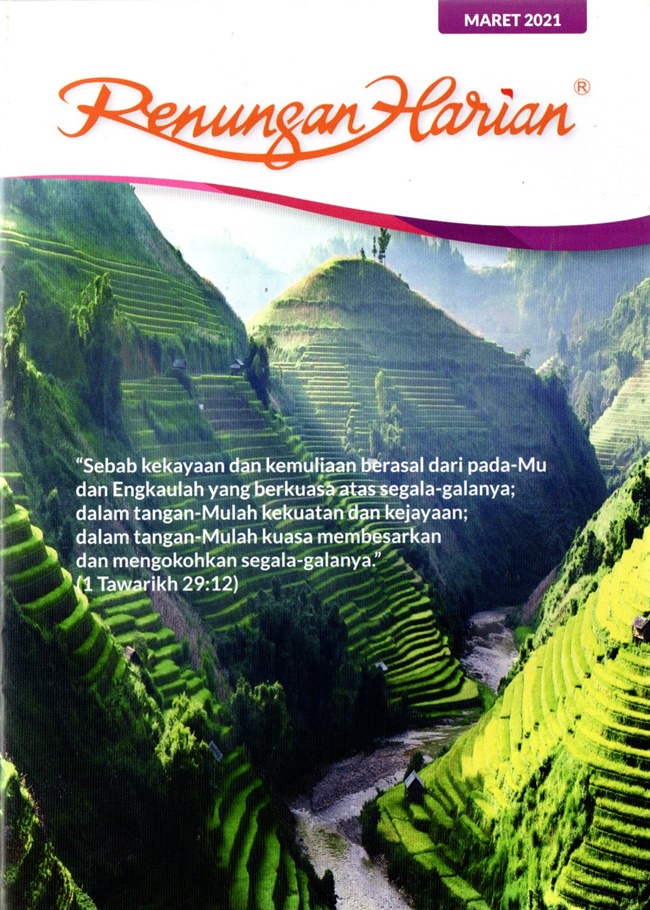 MARET 2021
Renungan Harian®
“Sebab kekayaan dan kemuliaan berasal dari pada-Mu
dan Engkaulah yang berkuasa atas segala-galanya;
dalam tangan-Mulah kekuatan dan kejayaan;
dalam tangan-Mulah kuasa membesarkan
dan mengokohkan segala-galanya.”
(1 Tawarikh 29:12)